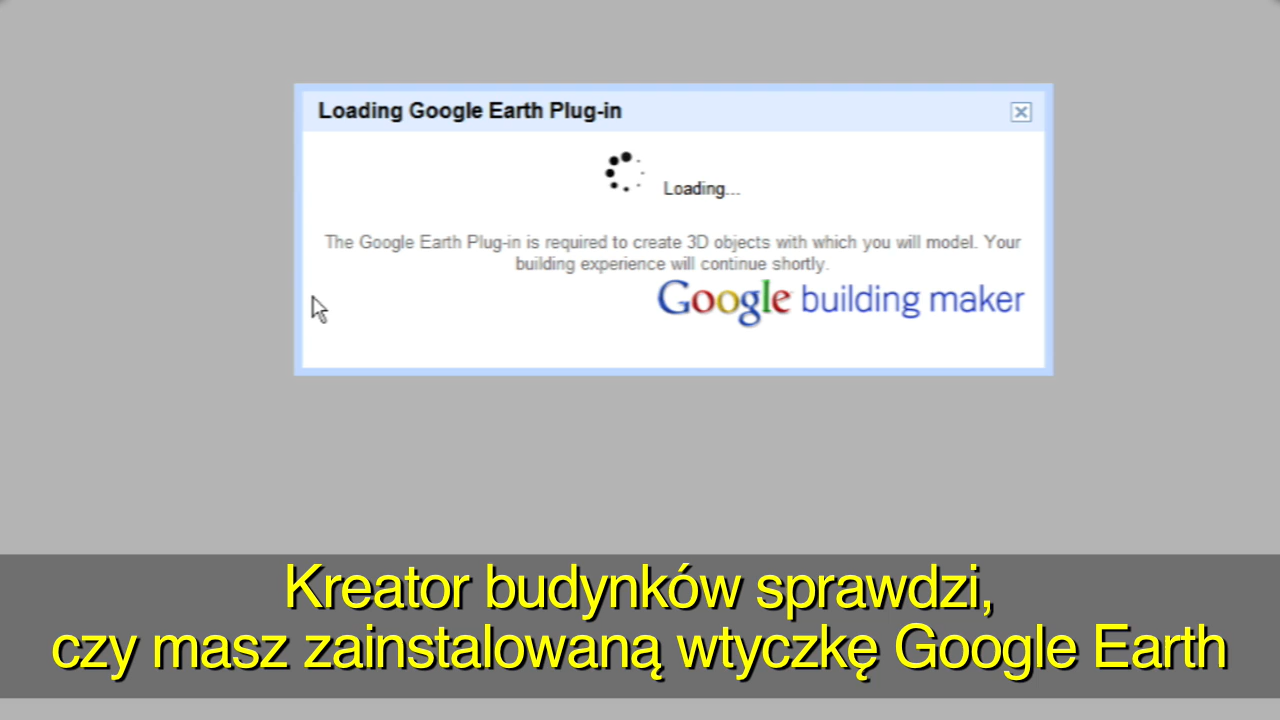 Loading Google Earth Plug-in
Loading...
The Google Earth Plug-in is required to create 3D objects with which you will model. Your
building experience will continue shortly.
Google building maker
Kreator budynków sprawdzi,
czy masz zainstalowaną wtyczkę Google Earth